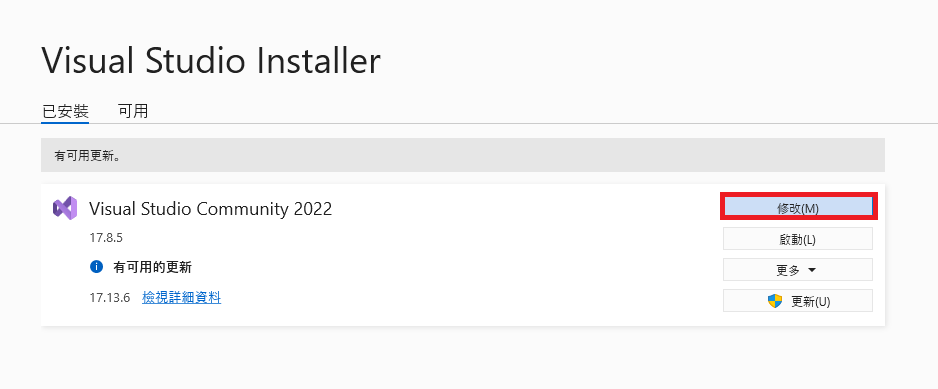 Visual Studio Installer
已安裝 可用
有可用更新。
Visual Studio Community 2022
修改(M)
17.8.5
啟動(L)
有可用的更新
更多
17.13.6 檢視詳細資料
更新(U)